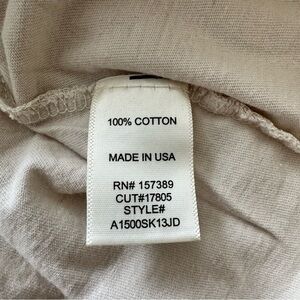 100% COTTON
MADE IN USA
RN# 157389
CUT#17805
STYLE#
A1500SK13JD